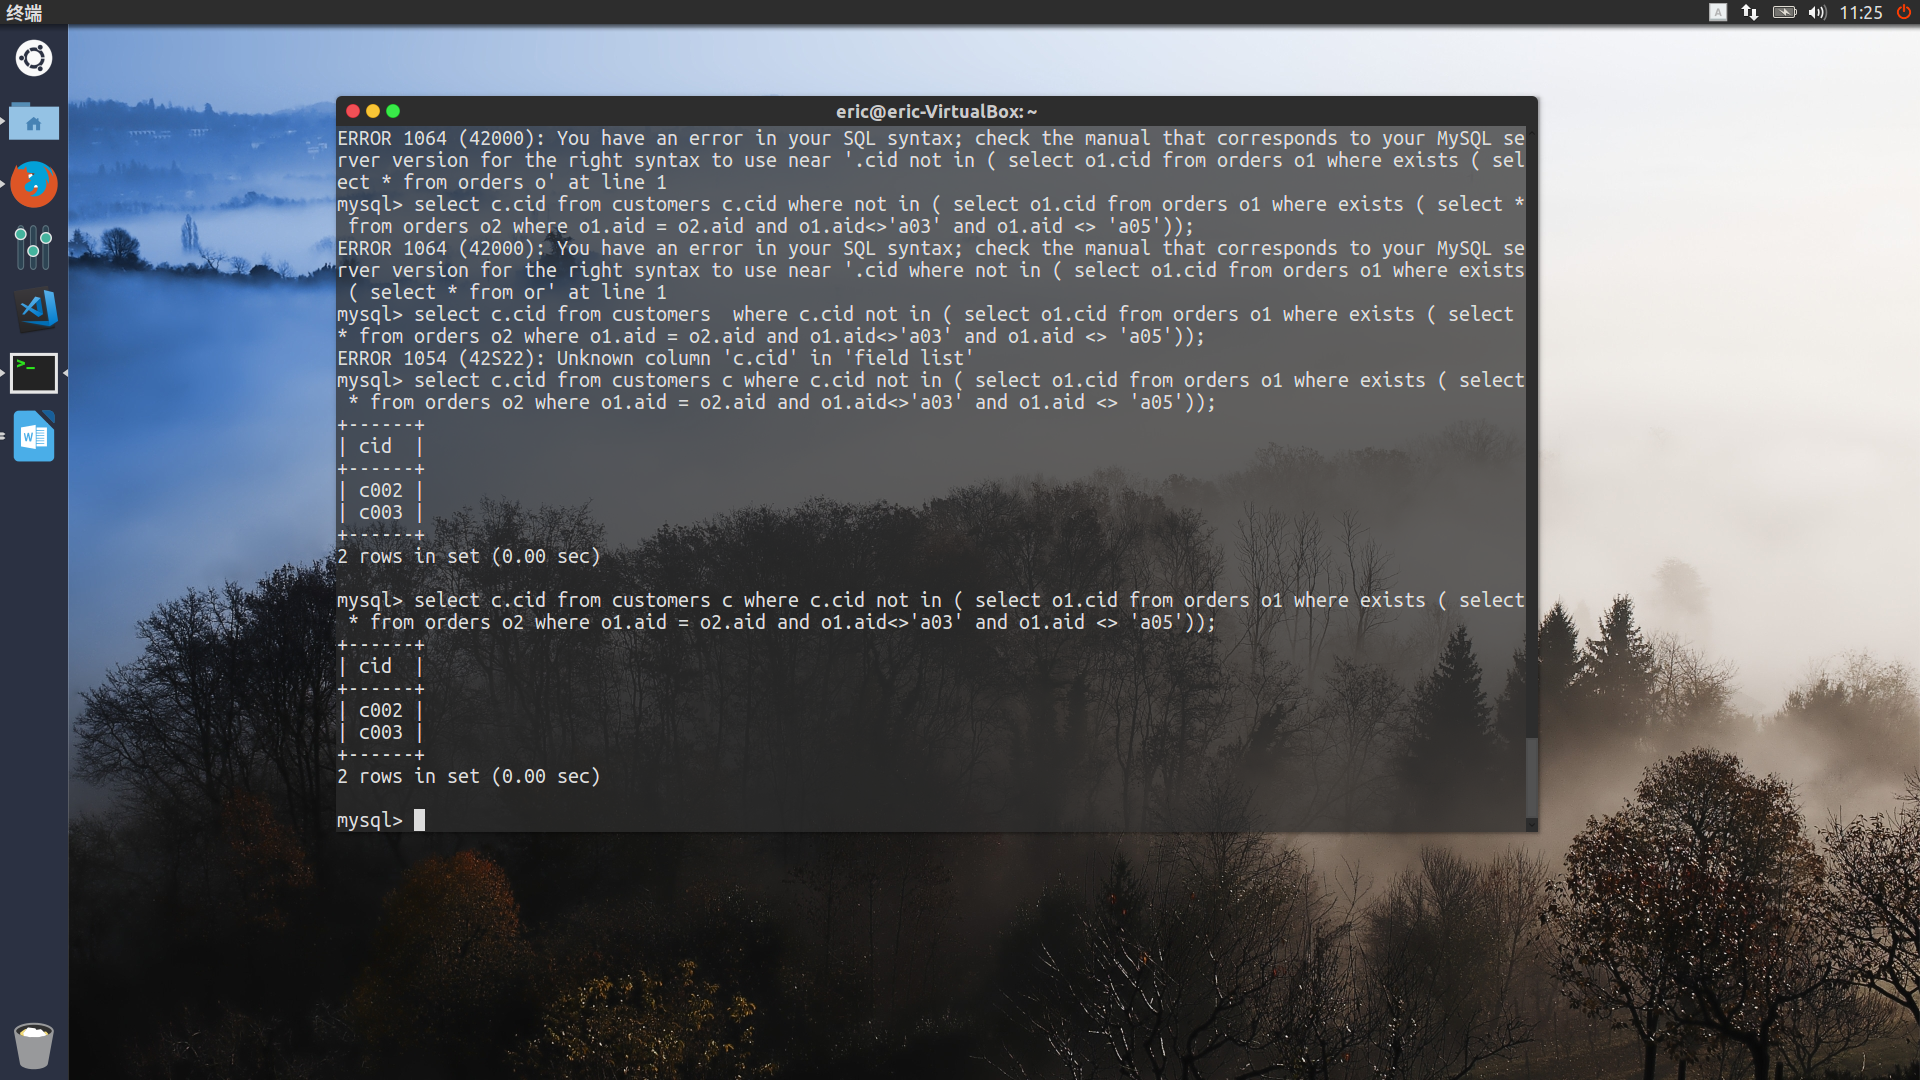 终端
A
11:25
eric@eric-VirtualBox: ~
ERROR 1064 (42000): You have an error in your SQL syntax; check the manual that corresponds to your MySQL se
rver version for the right syntax to use near '.cid not in ( select o1.cid from orders o1 where exists ( sel
ect * from orders o' at line 1
mysql> select c.cid from customers c.cid where not in ( select o1.cid from orders o1 where exists ( select *
 from orders o2 where o1.aid = o2.aid and o1.aid<>'a03' and o1.aid <> 'a05'));
ERROR 1064 (42000): You have an error in your SQL syntax; check the manual that corresponds to your MySQL se
rver version for the right syntax to use near '.cid where not in ( select o1.cid from orders o1 where exists
 ( select * from or' at line 1
mysql> select c.cid from customers  where c.cid not in ( select o1.cid from orders o1 where exists ( select
* from orders o2 where o1.aid = o2.aid and o1.aid<>'a03' and o1.aid <> 'a05'));
ERROR 1054 (42S22): Unknown column 'c.cid' in 'field list'
mysql> select c.cid from customers c where c.cid not in ( select o1.cid from orders o1 where exists ( select
 * from orders o2 where o1.aid = o2.aid and o1.aid<>'a03' and o1.aid <> 'a05'));
+------+
| cid  |
+------+
| c002 |
| c003 |
+------+
2 rows in set (0.00 sec)
mysql> select c.cid from customers c where c.cid not in ( select o1.cid from orders o1 where exists ( select
 * from orders o2 where o1.aid = o2.aid and o1.aid<>'a03' and o1.aid <> 'a05'));
+------+
| cid  |
+------+
| c002 |
| c003 |
+------+
2 rows in set (0.00 sec)
mysql>
>_
W